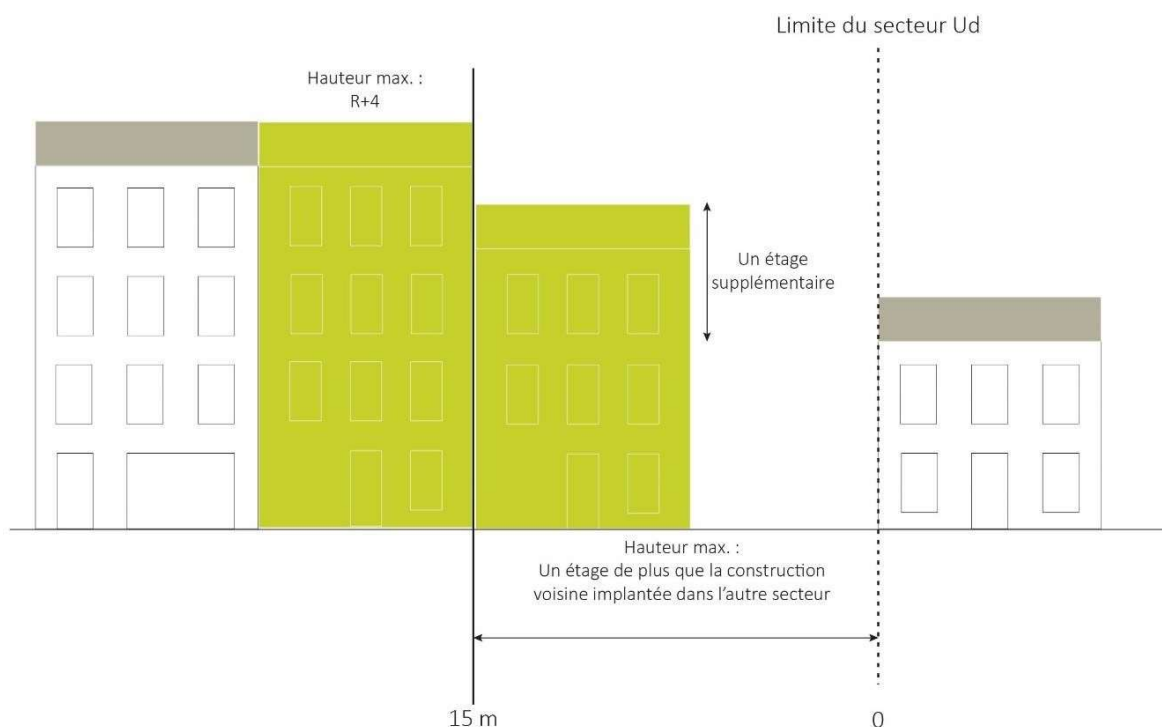 Limite du secteur Ud
Hauteur max. :
R+4
Un étage
supplémentaire
Hauteur max. :
Un étage de plus que la construction
voisine implantée dans l'autre secteur
15 m
0